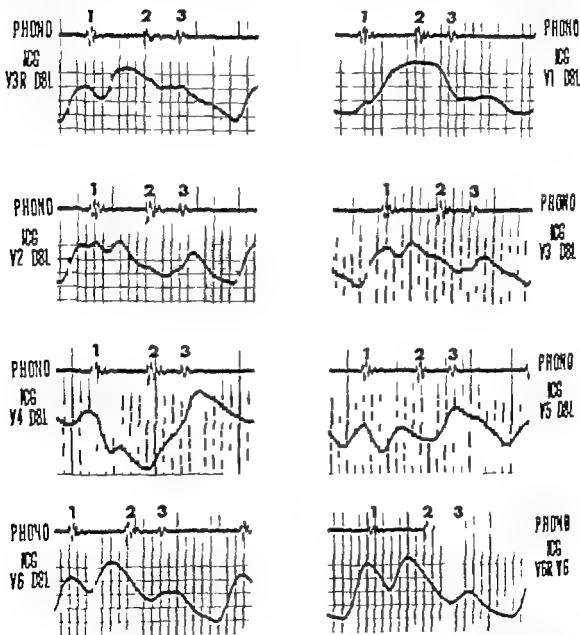 1 2 3
PHONO
ICG
V3R DBL
1 2 3
PHONO
ICG
V1 DBL
1 2 3
PHONO
ICG
V2 DBL
1 2 3
PHONO
ICG
V3 DBL
1 2 3
PHONO
ICG
V4 DBL
1 2 3
PHONO
ICG
V5 DBL
1 2 3
PHONO
ICG
V6 DBL
1 2 3
PHONO
ICG
V6R V6